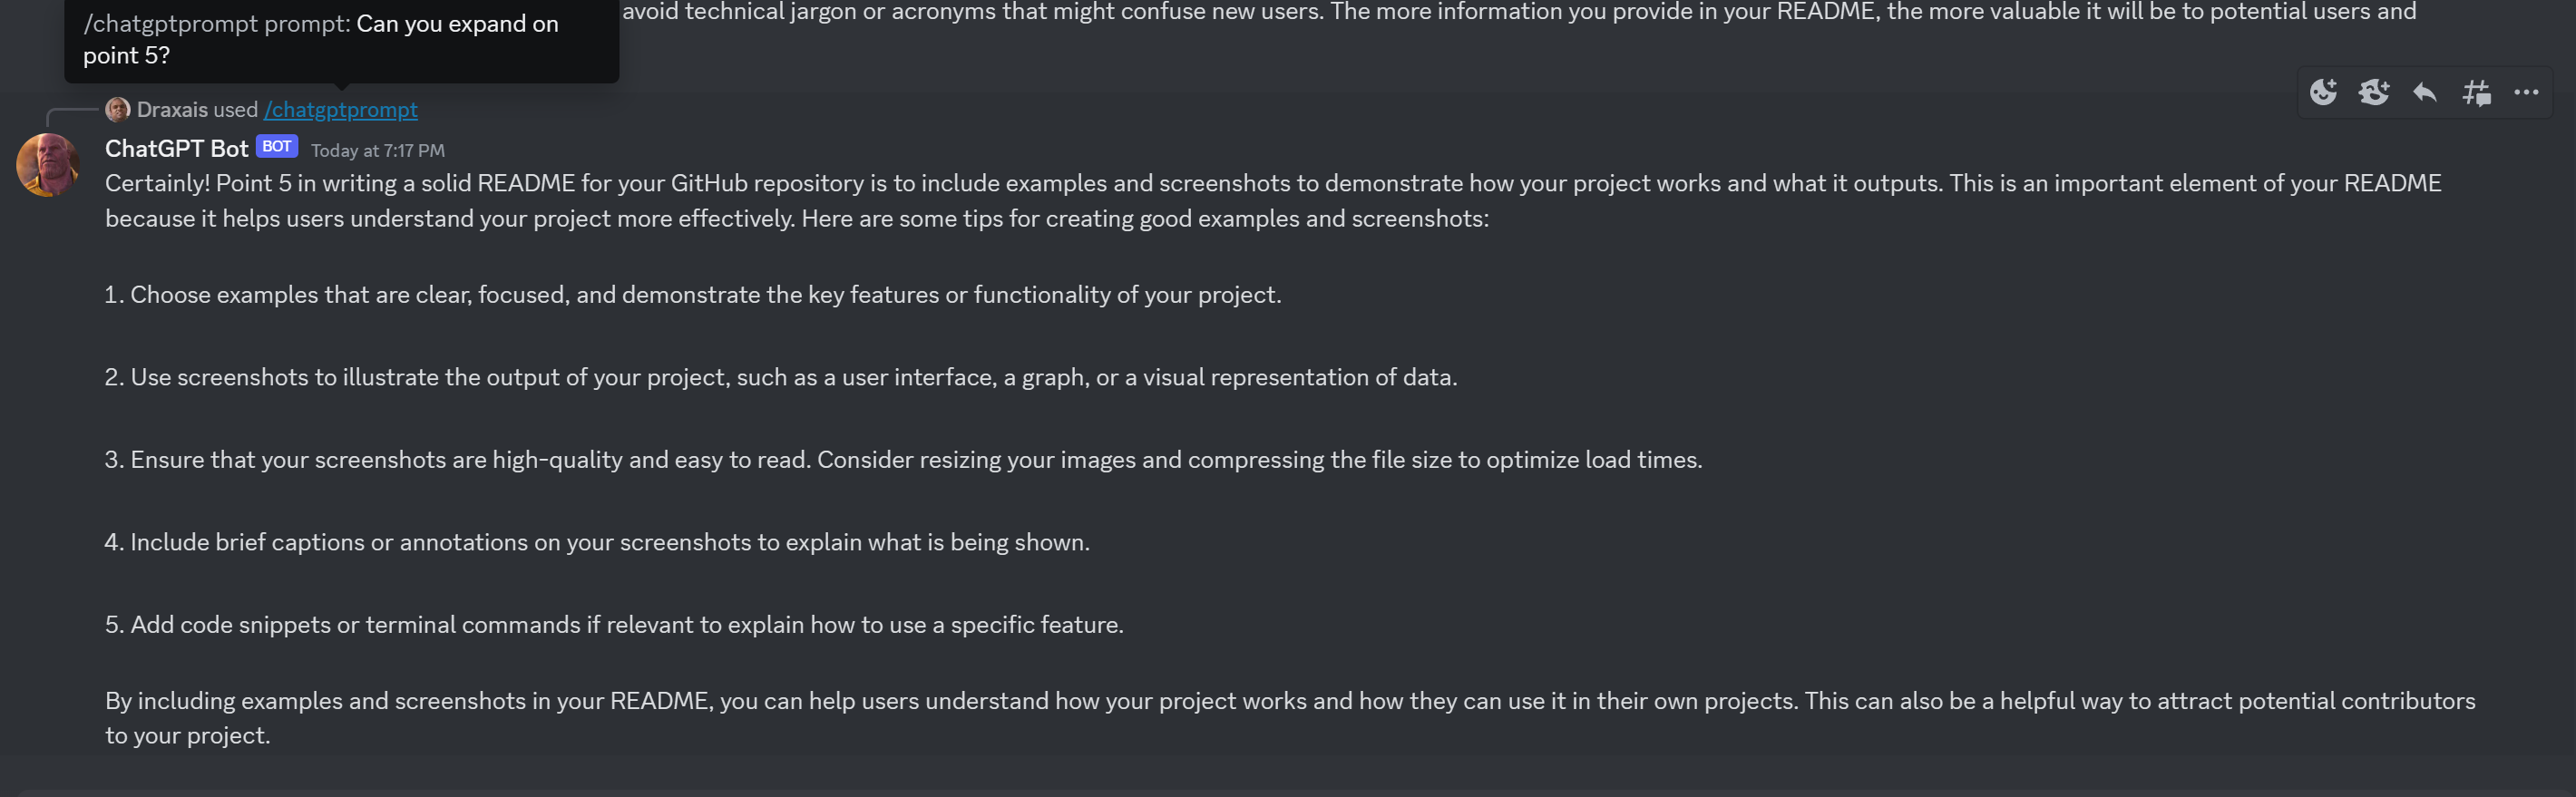 /chatgptprompt prompt: Can you expand on
point 5?
avoid technical jargon or acronyms that might confuse new users. The more information you provide in your README, the more valuable it will be to potential users and
Draxais used /chatgptprompt
ChatGPT Bot BOT Today at 7:17 PM
Certainly! Point 5 in writing a solid README for your GitHub repository is to include examples and screenshots to demonstrate how your project works and what it outputs. This is an important element of your README
because it helps users understand your project more effectively. Here are some tips for creating good examples and screenshots:
1. Choose examples that are clear, focused, and demonstrate the key features or functionality of your project.
2. Use screenshots to illustrate the output of your project, such as a user interface, a graph, or a visual representation of data.
3. Ensure that your screenshots are high-quality and easy to read. Consider resizing your images and compressing the file size to optimize load times.
4. Include brief captions or annotations on your screenshots to explain what is being shown.
5. Add code snippets or terminal commands if relevant to explain how to use a specific feature.
By including examples and screenshots in your README, you can help users understand how your project works and how they can use it in their own projects. This can also be a helpful way to attract potential contributors
to your project.